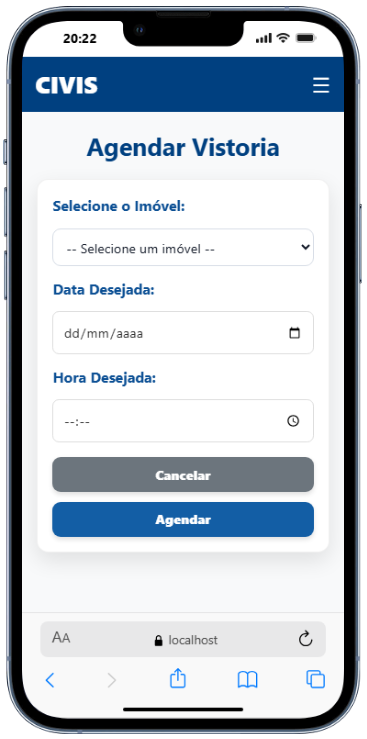 20:22
CIVIS
Agendar Vistoria
Selecione o Imóvel:
-- Selecione um imóvel --
Data Desejada:
dd/mm/aaaa
Hora Desejada:
--:--
Cancelar
Agendar
AA
localhost